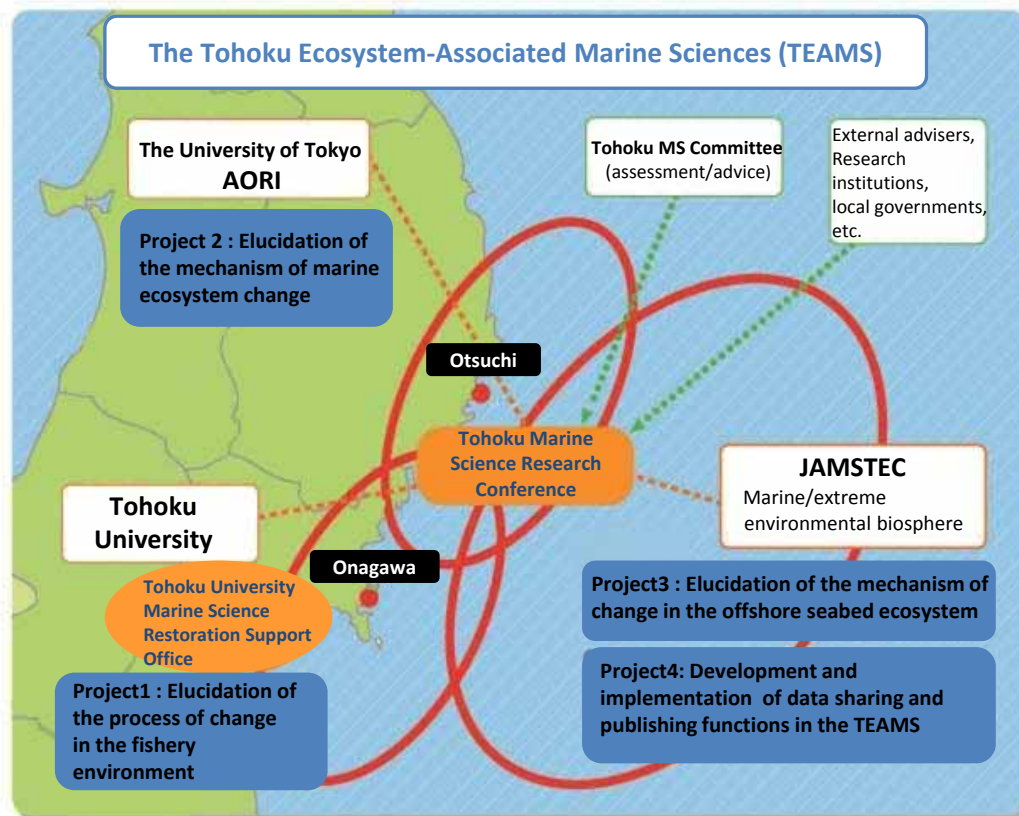 The Tohoku Ecosystem-Associated Marine Sciences (TEAMS)
The University of Tokyo
AORI
Project 2 : Elucidation of
the mechanism of marine
ecosystem change
Tohoku MS Committee
(assessment/advice)
External advisers,
Research
institutions,
local governments,
etc.
Otsuchi
Tohoku Marine
Science Research
Conference
JAMSTEC
Marine/extreme
environmental biosphere
Tohoku
University
Onagawa
Tohoku University
Marine Science
Restoration Support
Office
Project1 : Elucidation of
the process of change
in the fishery
environment
Project3 : Elucidation of the mechanism of
change in the offshore seabed ecosystem
Project4: Development and
implementation of data sharing and
publishing functions in the TEAMS